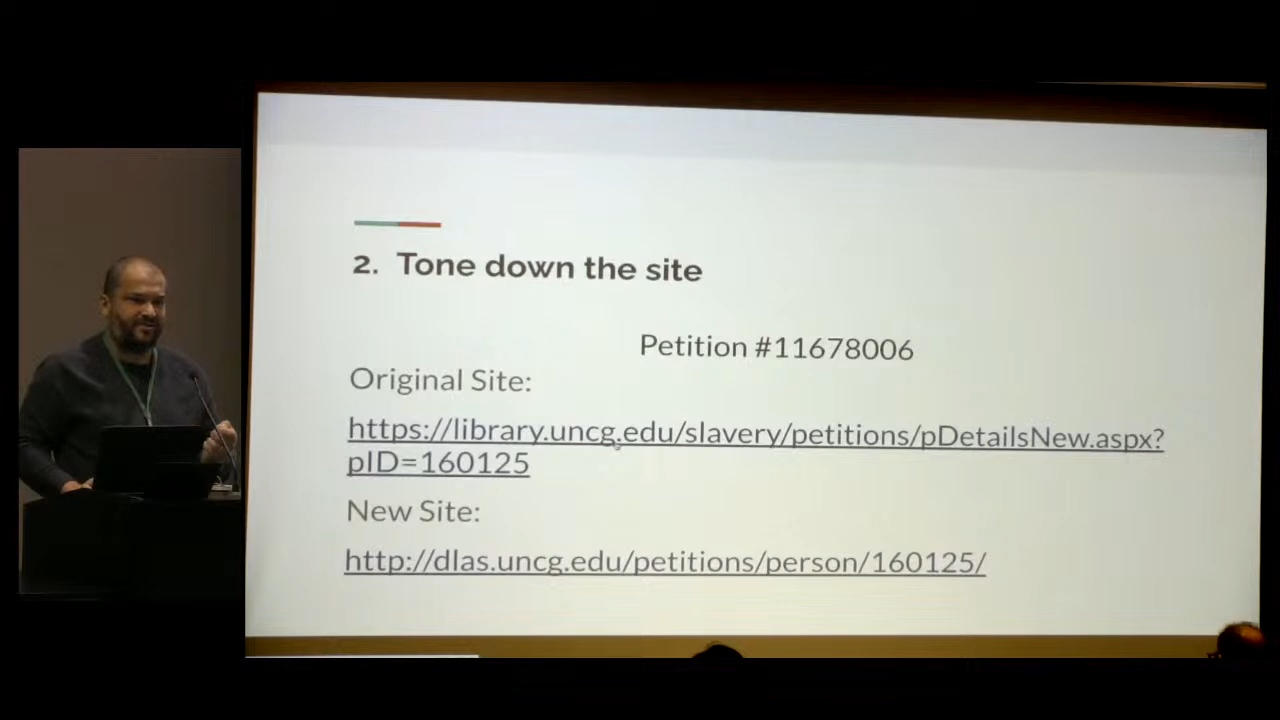 2. Tone down the site
Petition #11678006
Original Site:
https://library.uncg.edu/slavery/petitions/pDetailsNew.aspx?
pID=160125
New Site:
http://dlas.uncg.edu/petitions/person/160125/